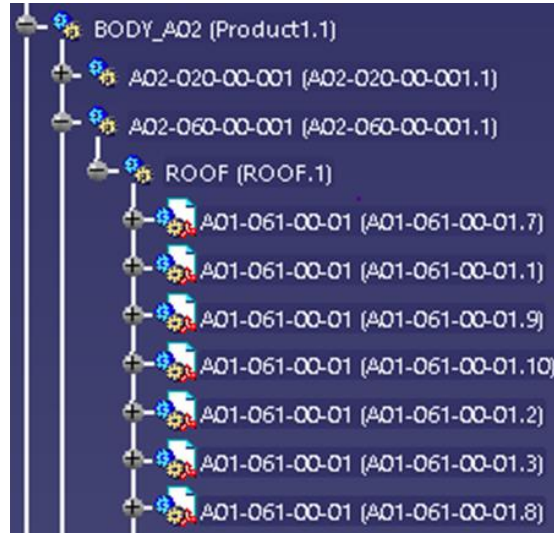 BODY_A02 (Product1.1)
A02-020-00-001 (A02-020-00-001.1)
A02-060-00-001 (A02-060-00-001.1)
ROOF (ROOF.1)
A01-061-00-01 (A01-061-00-01.7)
A01-061-00-01 (A01-061-00-01.1)
A01-061-00-01 (A01-061-00-01.9)
A01-061-00-01 (A01-061-00-01.10)
A01-061-00-01 (A01-061-00-01.2)
A01-061-00-01 (A01-061-00-01.3)
A01-061-00-01 (A01-061-00-01.8)